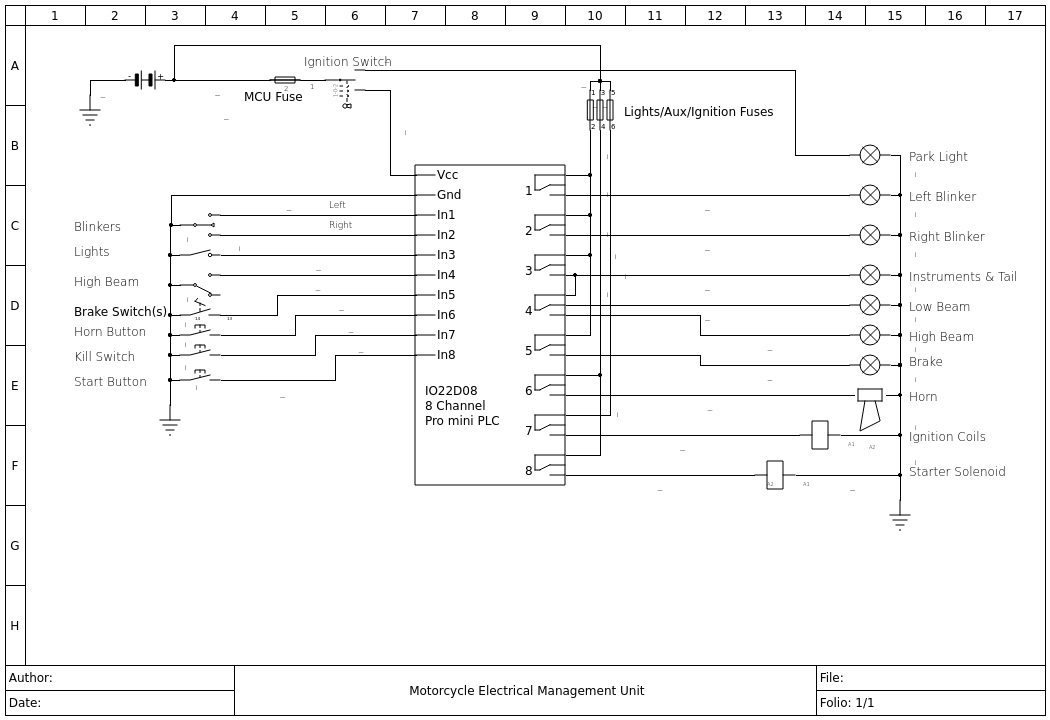 1 2 3 4 5 6 7 8 9 10 11 12 13 14 15 16 17
A
B
C
D
E
F
G
H
Ignition Switch
- +
2 1
MCU Fuse
1 3 5
2 4 6
Lights/Aux/Ignition Fuses
Vcc
Gnd
In1
In2
In3
In4
In5
In6
In7
In8
Left
Right
Blinkers
Lights
High Beam
Brake Switch(s)
Horn Button
Kill Switch
Start Button
14 13
IO22D08
8 Channel
Pro mini PLC
1
2
3
4
5
6
7
8
Park Light
Left Blinker
Right Blinker
Instruments & Tail
Low Beam
High Beam
Brake
Horn
Ignition Coils
Starter Solenoid
A1 A2
A2 A1
Author:
Date:
Motorcycle Electrical Management Unit
File:
Folio: 1/1